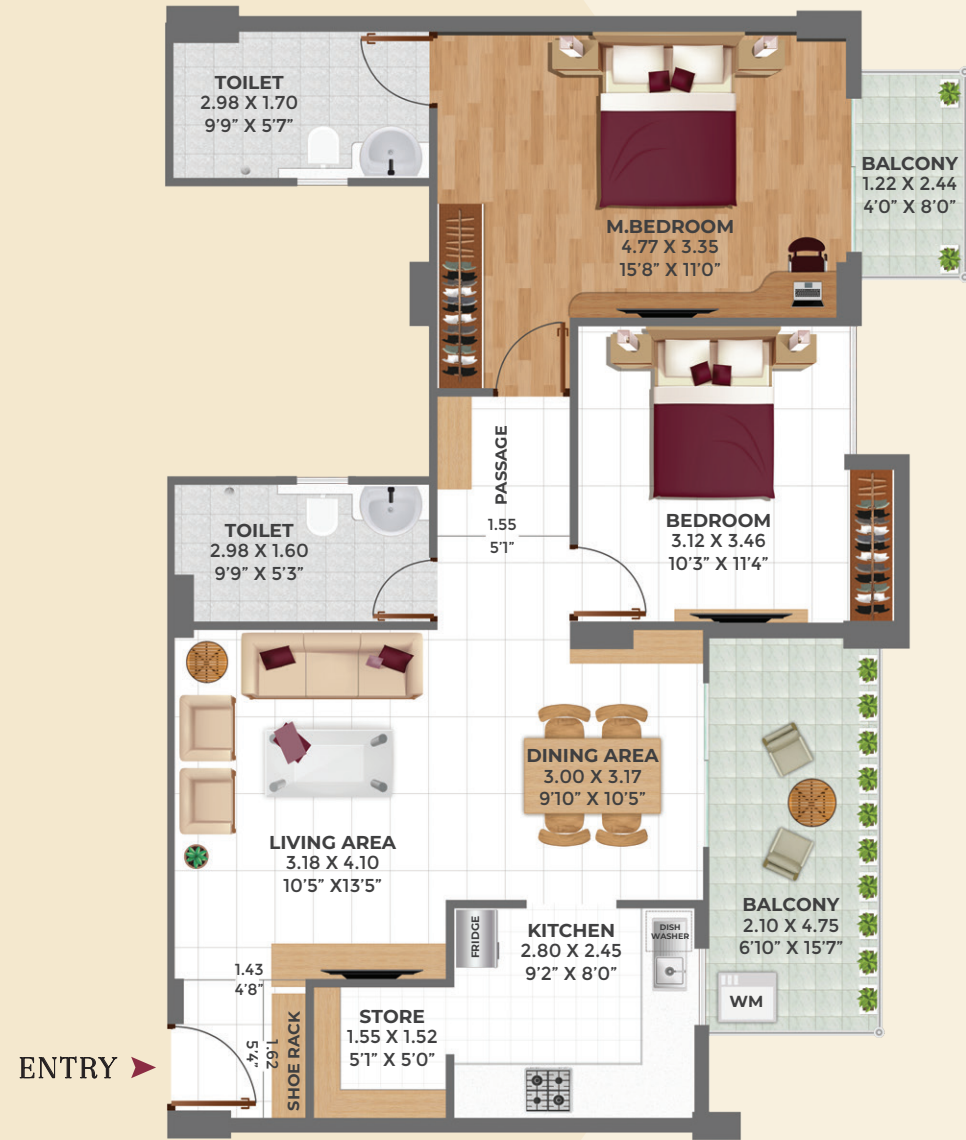 TOILET
2.98 X 1.70
9’9” X 5’7”
M.BEDROOM
4.77 X 3.35
15’8” X 11’0”
BALCONY
1.22 X 2.44
4’0” X 8’0”
PASSAGE
1.55
5’1”
TOILET
2.98 X 1.60
9’9” X 5’3”
BEDROOM
3.12 X 3.46
10’3” X 11’4”
DINING AREA
3.00 X 3.17
9’10” X 10’5”
LIVING AREA
3.18 X 4.10
10’5” X13’5”
BALCONY
2.10 X 4.75
6’10” X 15’7”
WM
FRIDGE
KITCHEN
2.80 X 2.45
9’2” X 8’0”
DISH
WASHER
1.43
4’8”
1.62
5’4”
SHOE RACK
STORE
1.55 X 1.52
5’1” X 5’0”
ENTRY